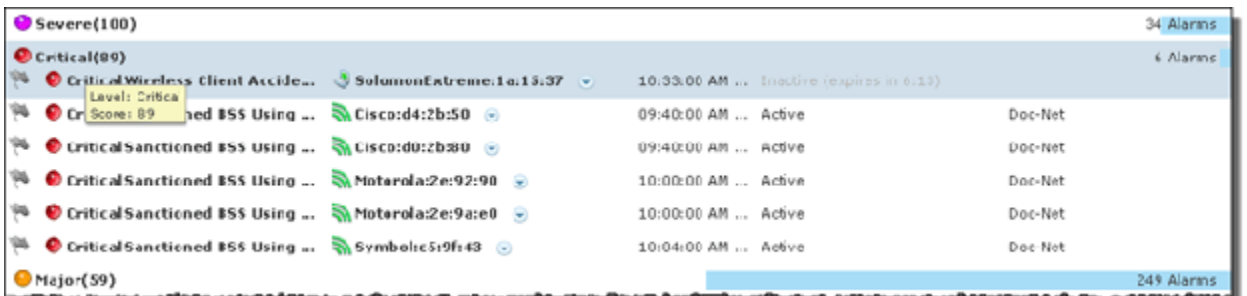 Severe(100) 34 Alarms
Critical(89) 6 Alarms
Critical Wireless Client Accide... SolomonExtreme:1a:15:37 10:33:00 AM ... Inactive (expires in 6:13)
Level: Critica
Score: 89
Cr hed BSS Using ... Cisco:d4:2b:50 09:40:00 AM ... Active Doc-Net
Critical Sanctioned BSS Using ... Cisco:d0:2b:80 09:40:00 AM ... Active Doc-Net
Critical Sanctioned BSS Using ... Motorola:2e:92:90 10:00:00 AM ... Active Doc-Net
Critical Sanctioned BSS Using ... Motorola:2e:9a:e0 10:00:00 AM ... Active Doc-Net
Critical Sanctioned BSS Using ... Symbol:c5:9f:43 10:04:00 AM ... Active Doc-Net
Major(59) 249 Alarms